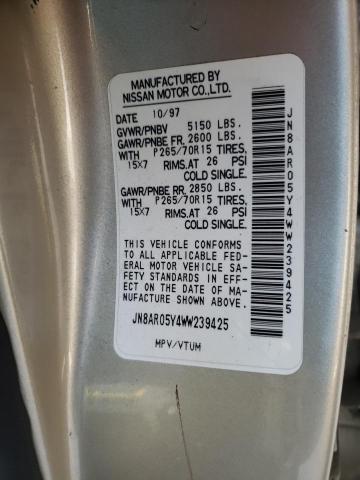 MANUFACTURED BY
NISSAN MOTOR CO.,LTD.
DATE 10/97
GVWR/PNBV 5150 LBS.
GAWR/PNBE FR. 2600 LBS.
WITH P265/70R15 TIRES,
15X7 RIMS,AT 26 PSI
COLD SINGLE.
GAWR/PNBE RR. 2850 LBS.
WITH P265/70R15 TIRES,
15X7 RIMS,AT 26 PSI
COLD SINGLE.
THIS VEHICLE CONFORMS
TO ALL APPLICABLE FED-
ERAL MOTOR VEHICLE SA-
FETY STANDARDS IN EF-
FECT ON THE DATE OF
MANUFACTURE SHOWN
ABOVE.
JN8AR05Y4WW239425
MPV/VTUM
JN8AR05Y4WW239425